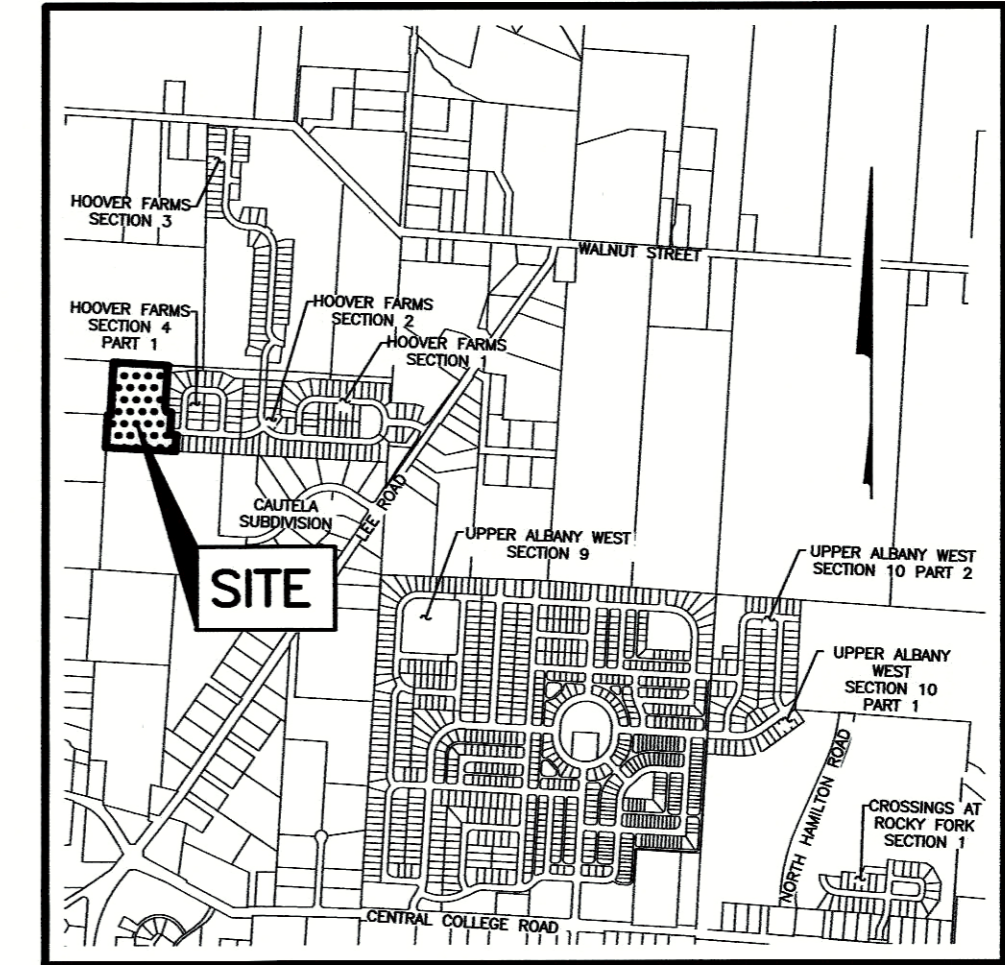 HOOVER FARMS
SECTION 3
WALNUT STREET
HOOVER FARMS
SECTION 4
PART 1
HOOVER FARMS
SECTION 2
HOOVER FARMS
SECTION 1
CAUTELA
SUBDIVISION
LEE ROAD
UPPER ALBANY WEST
SECTION 9
UPPER ALBANY WEST
SECTION 10 PART 2
SITE
UPPER ALBANY
WEST
SECTION 10
PART 1
NORTH HAMILTON ROAD
CROSSINGS AT
ROCKY FORK
SECTION 1
CENTRAL COLLEGE ROAD